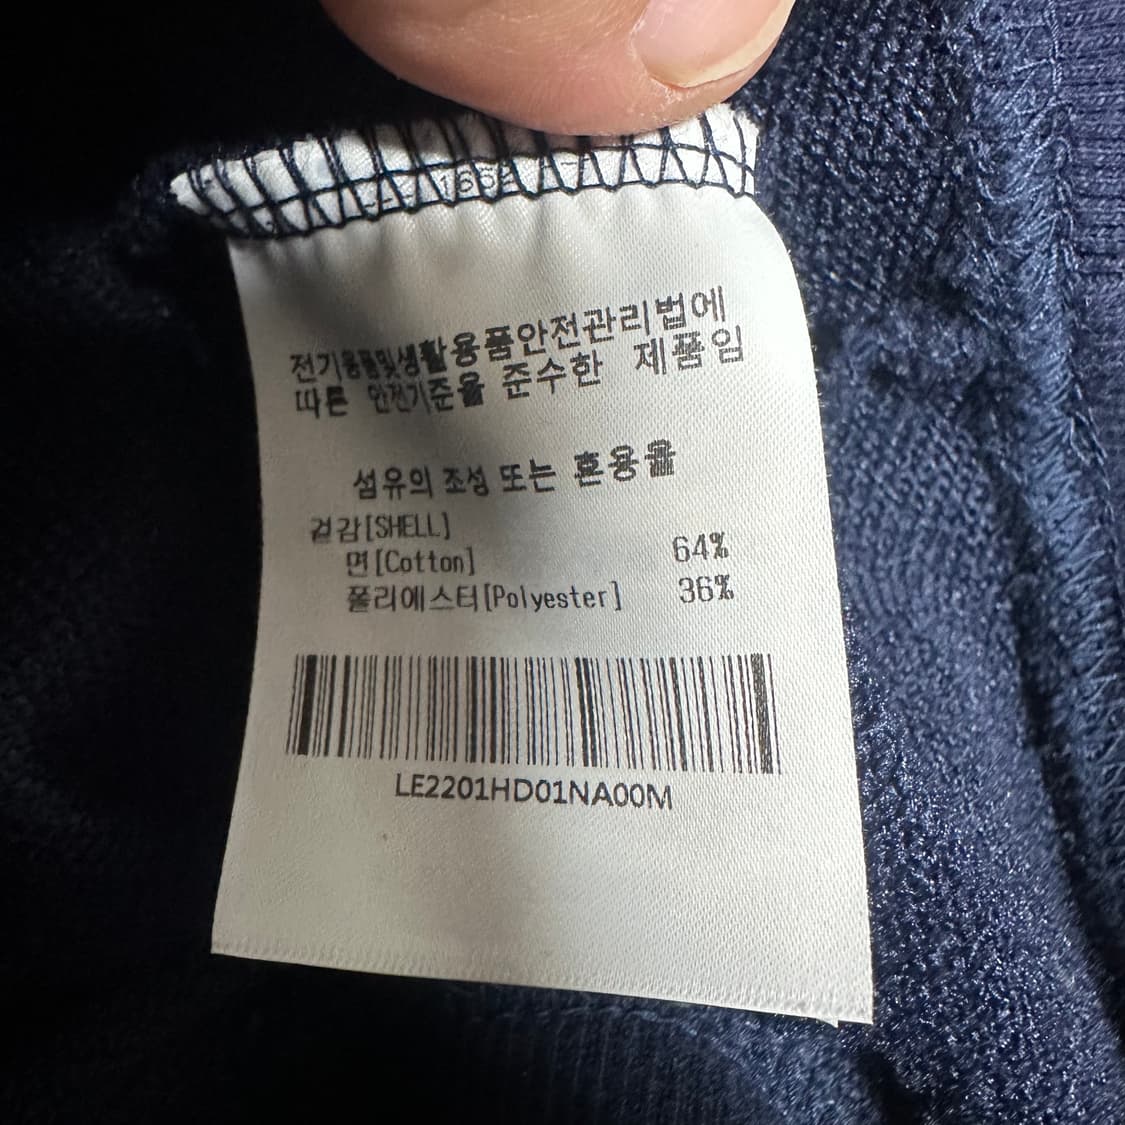 전기용품및생활용품안전관리법에
따른 안전기준을 준수한 제품임
섬유의 조성 또는 혼용율
겉감[SHELL]
면[Cotton] 64%
폴리에스터[Polyester] 36%
LE2201HD01NA00M